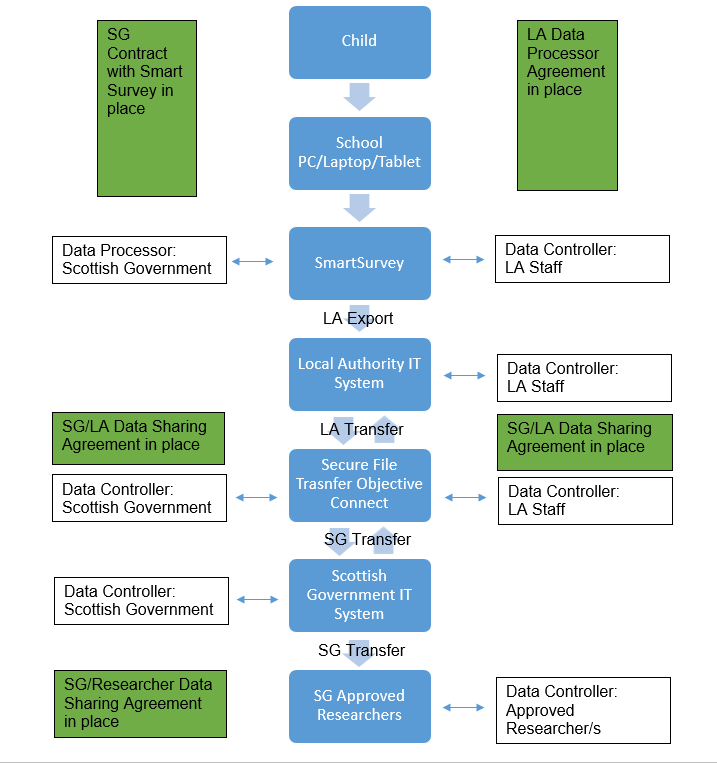 SG
Contract
with Smart
Survey in
place
Child
LA Data
Processor
Agreement
in place
School
PC/Laptop/Tablet
Data Processor:
Scottish Government
SmartSurvey
Data Controller:
LA Staff
LA Export
Local Authority IT
System
Data Controller:
LA Staff
SG/LA Data Sharing
Agreement in place
LA Transfer
SG/LA Data Sharing
Agreement in place
Data Controller:
Scottish Government
Secure File
Trasnfer Objective
Connect
Data Controller:
LA Staff
SG Transfer
Data Controller:
Scottish Government
Scottish
Government IT
System
SG Transfer
SG/Researcher Data
Sharing Agreement
in place
SG Approved
Researchers
Data Controller:
Approved
Researcher/s